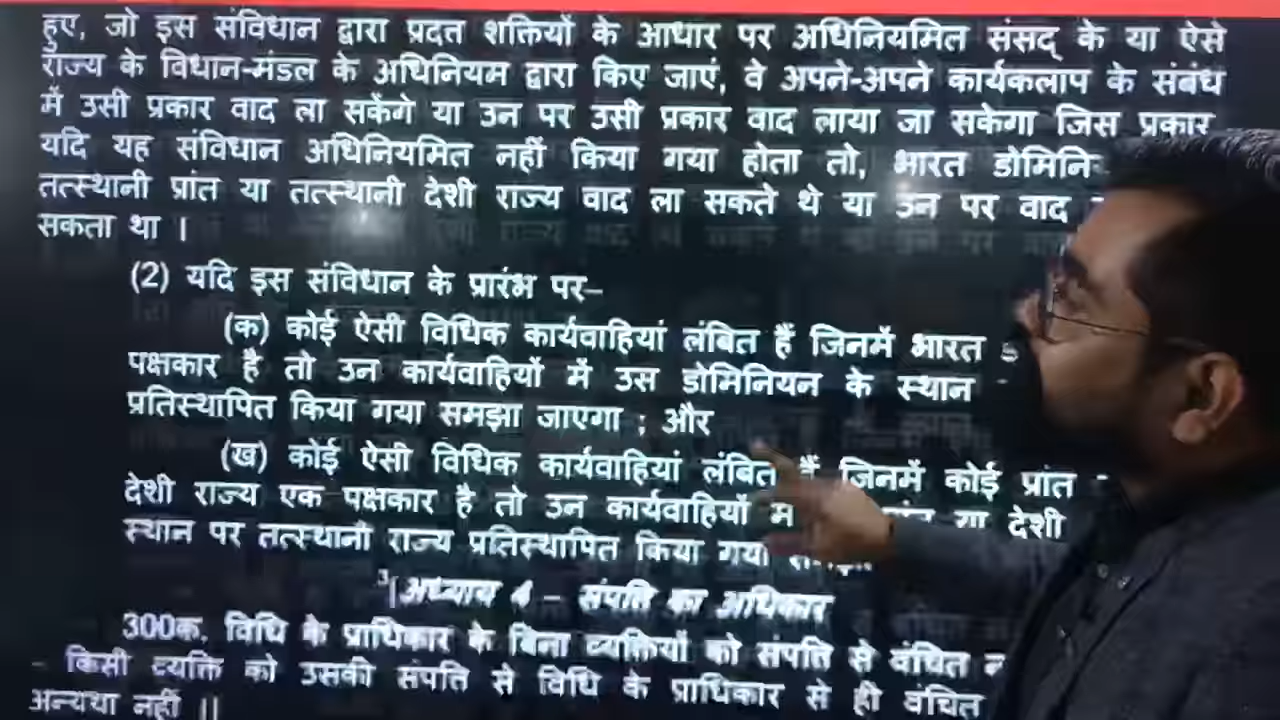 हुए, जो इस संविधान द्वारा प्रदत शक्तियों के आधार पर अधिनियमित संसद् के या ऐसे
राज्य के विधान-मंडल के अधिनियम द्वारा किए जाएं, वे अपने-अपने कार्यकलाप के संबंध
में उसी प्रकार वाद ला सकेंगे या उन पर उसी प्रकार वाद लाया जा सकेगा जिस प्रकार
यदि यह संविधान अधिनियमित नहीं किया गया होता तो, भारत
तत्स्थानी प्रांत या तत्स्थानी देशी राज्य वाद ला सकते थे या उन पर वाद
सकता था ।
(2) यदि इस संविधान के प्रारंभ पर–
(क) कोई ऐसी विधिक कार्यवाहियां लंबित हैं जिनमें भारत
पक्षकार है तो उन कार्यवाहियों में उस डोमिनियन के स्थान
प्रतिस्थापित किया गया समझा जाएगा ; और
(ख) कोई ऐसी विधिक कार्यवाहियां लंबित हैं जिनमें कोई प्रांत
देशी राज्य एक पक्षकार है तो उन कार्यवाहियों या देशी
स्थान पर तत्स्थानी राज्य प्रतिस्थापित किया गया
³[अध्याय 4 – संपति का अधिकार
300क. विधि के प्राधिकार के बिना व्यक्तियों को संपति से वंचित
- किसी व्यक्ति को उसकी संपति से विधि के प्राधिकार से ही वंचित
अन्यथा नहीं ।]